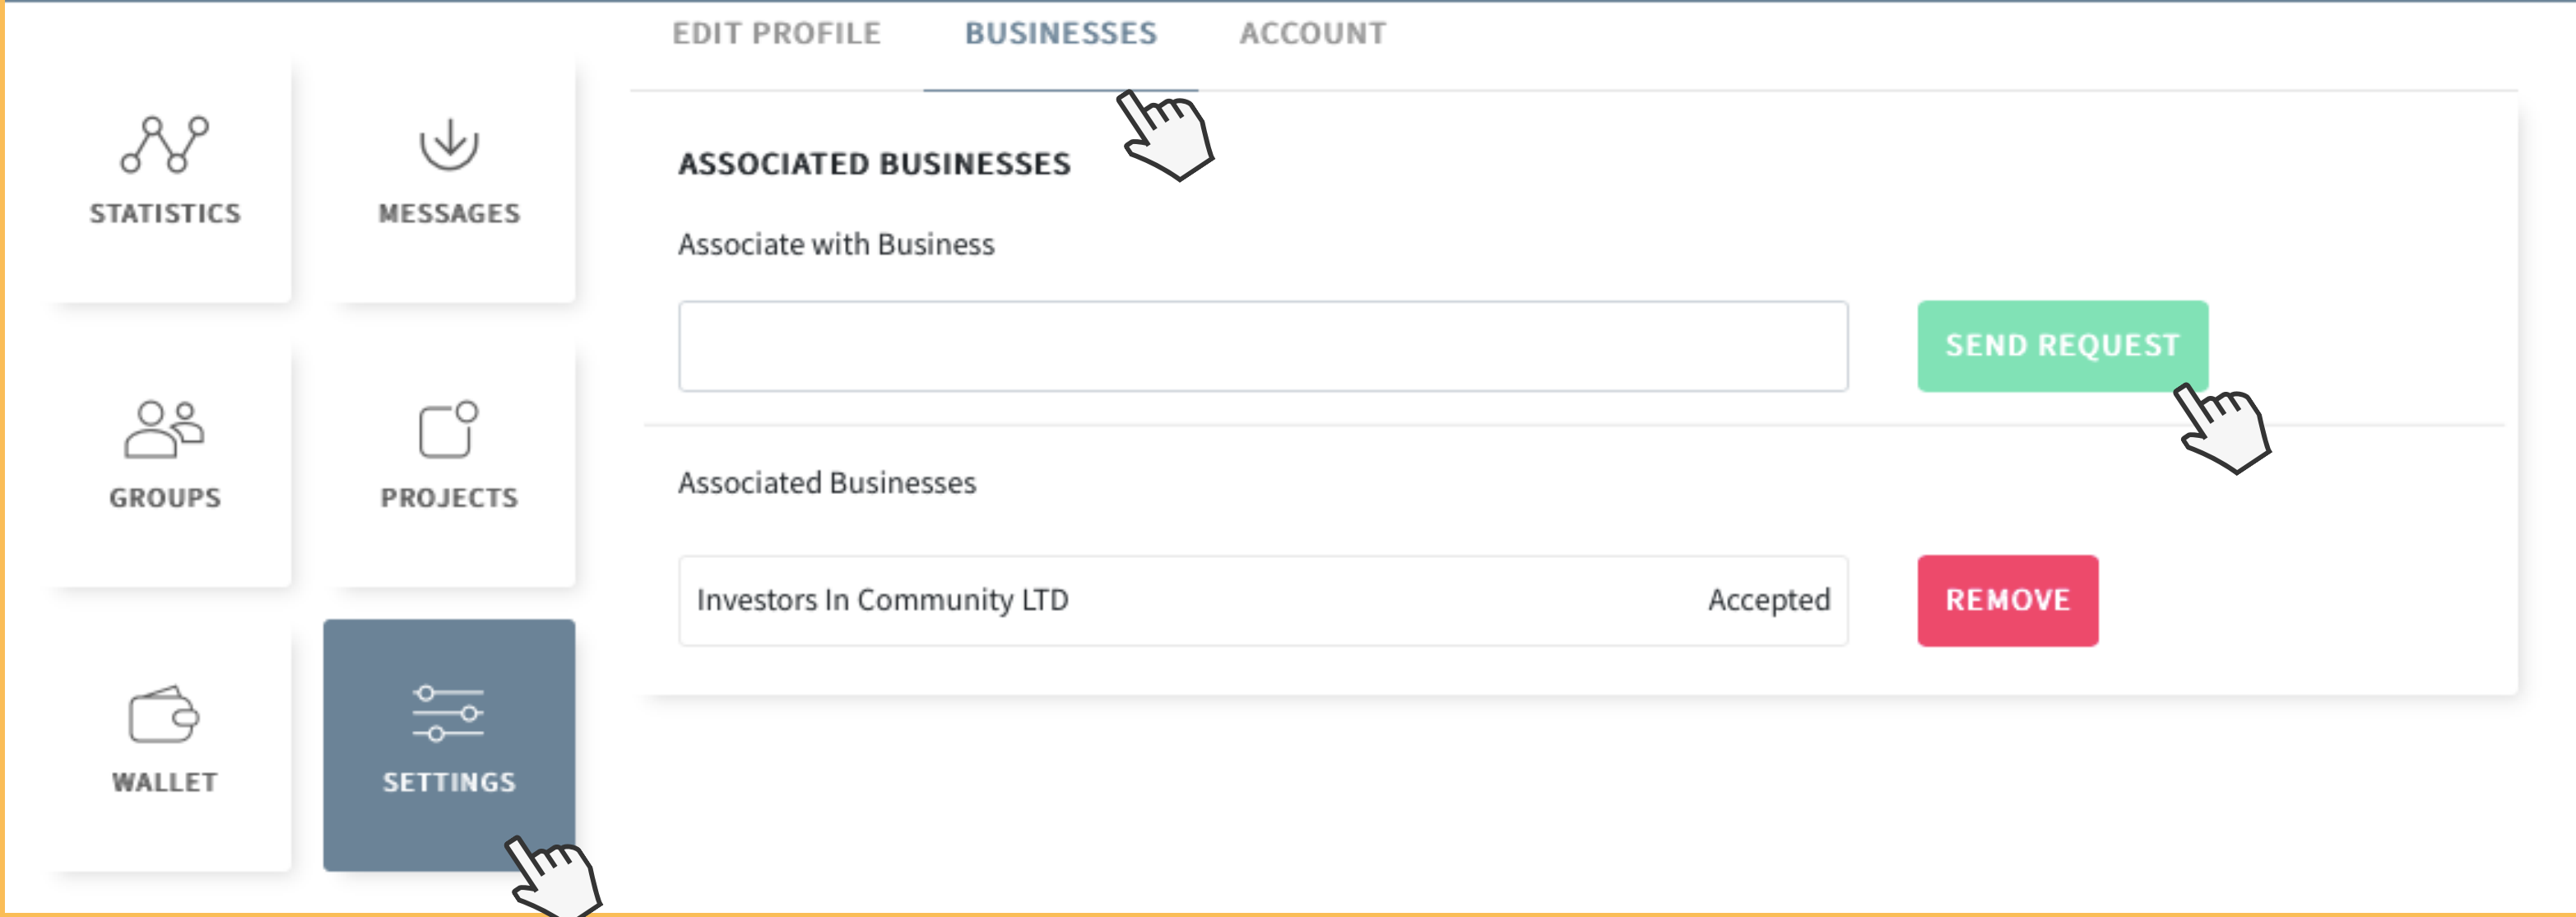 EDIT PROFILE BUSINESSES ACCOUNT
STATISTICS
MESSAGES
GROUPS
PROJECTS
WALLET
SETTINGS
ASSOCIATED BUSINESSES
Associate with Business
SEND REQUEST
Associated Businesses
Investors In Community LTD Accepted
REMOVE